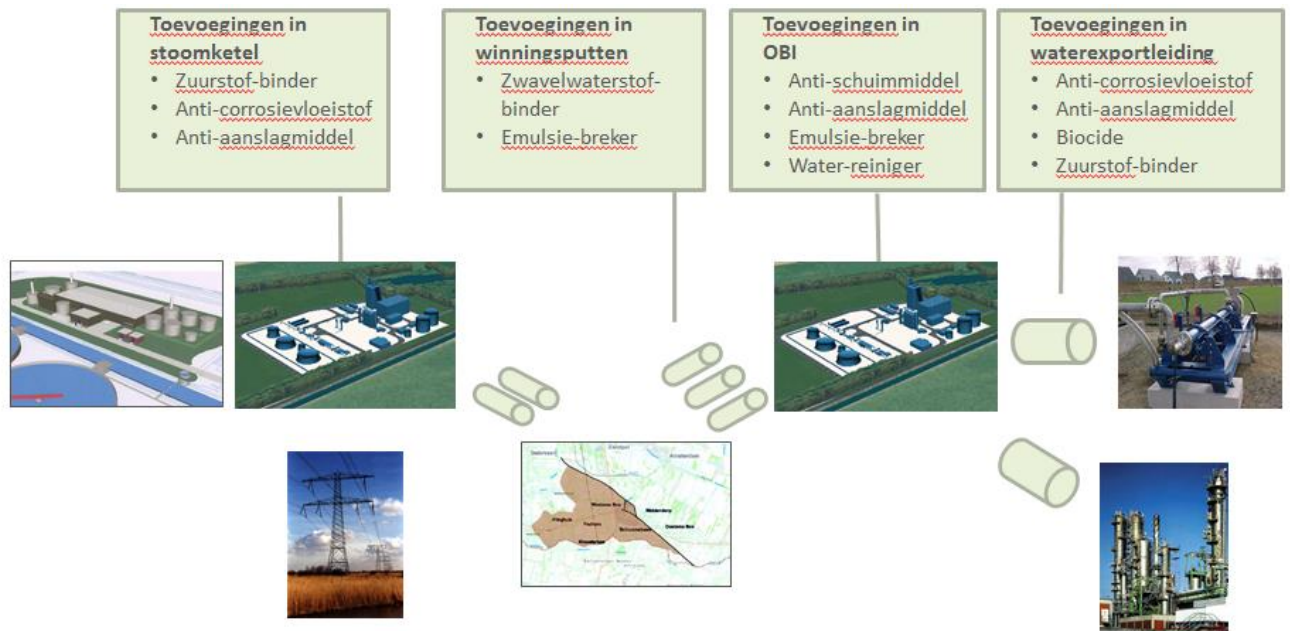 Toevoegingen in
stoomketel
• Zuurstof-binder
• Anti-corrosievloeistof
• Anti-aanslagmiddel
Toevoegingen in
winningsputten
• Zwavelwaterstof-
binder
• Emulsie-breker
Toevoegingen in
OBI
• Anti-schuimmiddel
• Anti-aanslagmiddel
• Emulsie-breker
• Water-reiniger
Toevoegingen in
waterexportleiding
• Anti-corrosievloeistof
• Anti-aanslagmiddel
• Biocide
• Zuurstof-binder